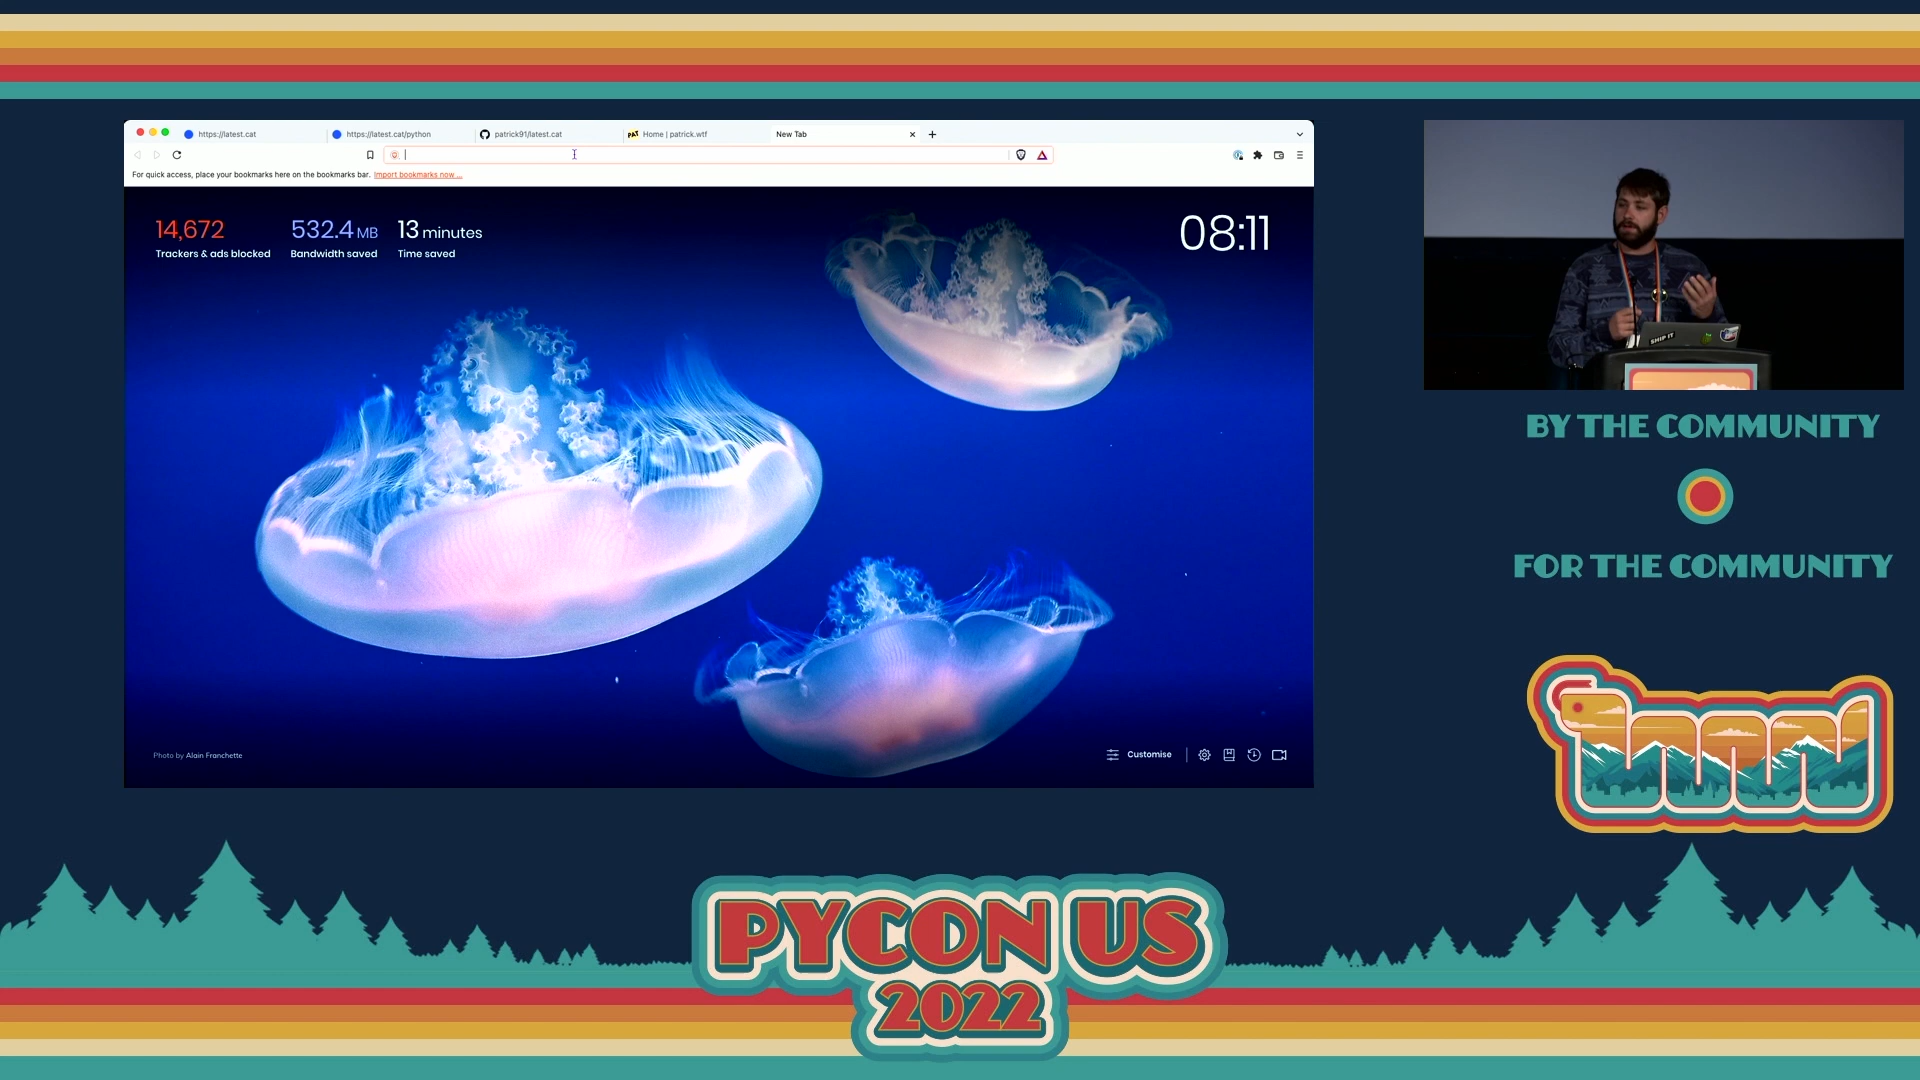 https://latest.cat
https://latest.cat/python
patrick91/latest.cat
PAT
Home | patrick.wtf
New Tab
For quick access, place your bookmarks here on the bookmarks bar. Import bookmarks now ...
14,672
Trackers & ads blocked
532.4 MB
Bandwidth saved
13 minutes
Time saved
08:11
Photo by Alain Franchette
Customise
SHIP IT
BY THE COMMUNITY
FOR THE COMMUNITY
PYCON US
2022